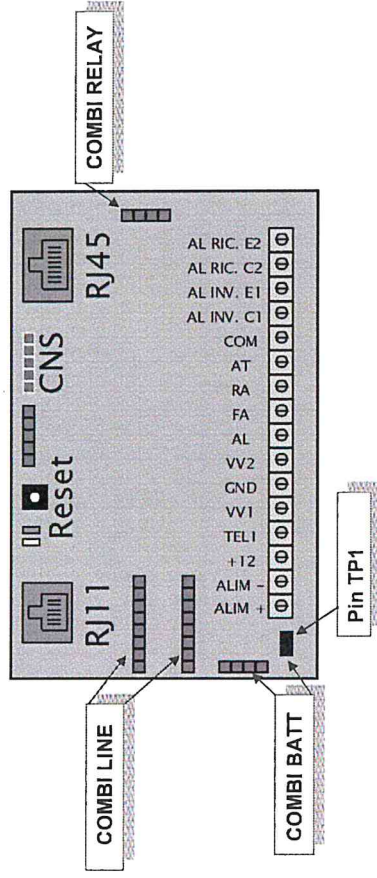 COMBI RELAY
RJ11
Reset
CNS
RJ45
COMBI LINE
AL RIC. E2
AL RIC. C2
AL INV. E1
AL INV. C1
COM
AT
RA
FA
AL
VV2
GND
VV1
TEL1
+12
ALIM -
ALIM +
COMBI BATT
Pin TP1